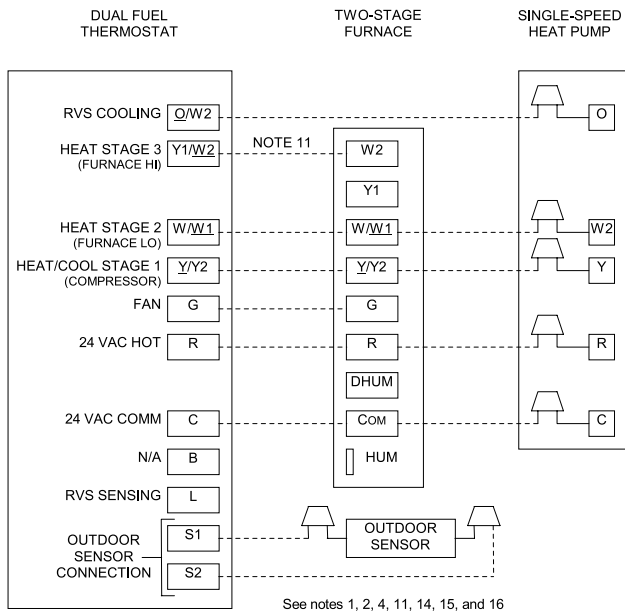 DUAL FUEL
THERMOSTAT
TWO-STAGE
FURNACE
SINGLE-SPEED
HEAT PUMP
RVS COOLING O/W2 O
HEAT STAGE 3 Y1/W2 NOTE 11 W2
(FURNACE HI)
Y1
HEAT STAGE 2 W/W1 W/W1 W2
(FURNACE LO)
HEAT/COOL STAGE 1 Y/Y2 Y/Y2 Y
(COMPRESSOR)
FAN G G
24 VAC HOT R R R
DHUM
24 VAC COMM C COM C
N/A B HUM
RVS SENSING L
OUTDOOR
SENSOR
CONNECTION
S1
S2
OUTDOOR
SENSOR
See notes 1, 2, 4, 11, 14, 15, and 16